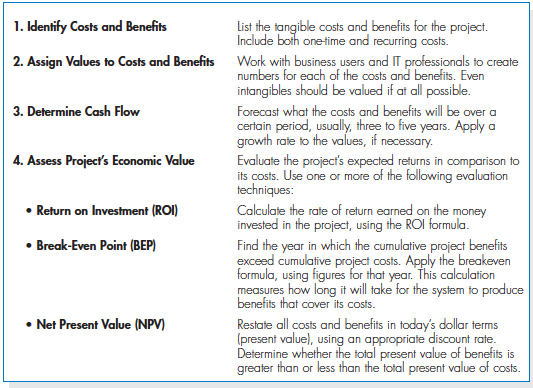 1. Identify Costs and Benefits List the tangible costs and benefits for the project.
Include both one-time and recurring costs.
2. Assign Values to Costs and Benefits Work with business users and IT professionals to create
numbers for each of the costs and benefits. Even
intangibles should be valued if at all possible.
3. Determine Cash Flow Forecast what the costs and benefits will be over a
certain period, usually, three to five years. Apply a
growth rate to the values, if necessary.
4. Assess Project's Economic Value Evaluate the project's expected returns in comparison to
its costs. Use one or more of the following evaluation
techniques:
• Return on Investment (ROI) Calculate the rate of return earned on the money
invested in the project, using the ROI formula.
• Break-Even Point (BEP) Find the year in which the cumulative project benefits
exceed cumulative project costs. Apply the breakeven
formula, using figures for that year. This calculation
measures how long it will take for the system to produce
benefits that cover its costs.
• Net Present Value (NPV) Restate all costs and benefits in today's dollar terms
(present value), using an appropriate discount rate.
Determine whether the total present value of benefits is
greater than or less than the total present value of costs.